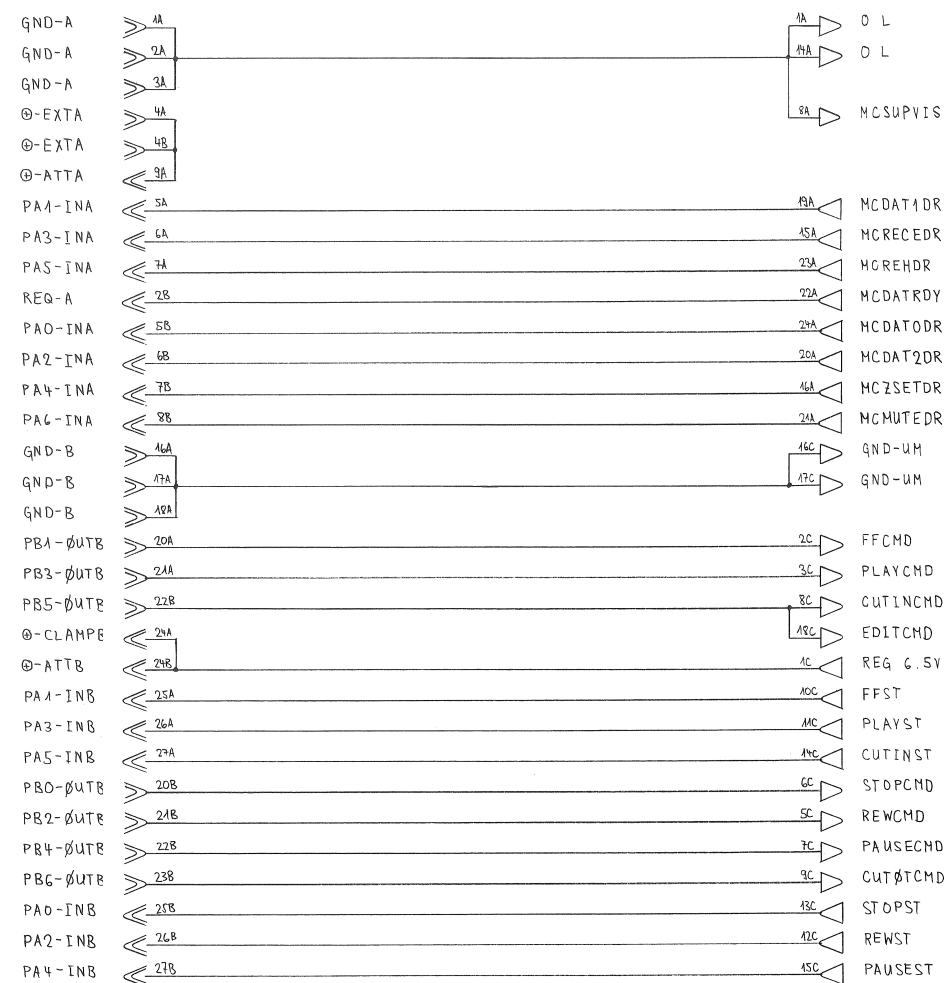 GND-A 1A 1A O L
GND-A 2A 14A O L
GND-A 3A
⊕-EXTA 4A 8A MCSUPVIS
⊕-EXTA 4B
⊕-ATTA 9A
PA1-INA 5A 19A MCDAT1DR
PA3-INA 6A 15A MCRECEDR
PA5-INA 7A 23A MCREHDR
REQ-A 2B 22A MCDATRDY
PA0-INA 5B 24A MCDAT0DR
PA2-INA 6B 20A MCDAT2DR
PA4-INA 7B 16A MCZSETDR
PA6-INA 8B 21A MCMUTEDR
GND-B 16A 16C GND-UM
GND-B 17A 17C GND-UM
GND-B 18A
PB1-ØUTB 20A 2C FFCMD
PB3-ØUTB 21A 3C PLAYCMD
PB5-ØUTB 22B 8C CUTINCMD
⊕-CLAMPE 24A 18C EDITCMD
⊕-ATTB 24B 1C REG 6.5V
PA1-INB 25A 10C FFST
PA3-INB 26A 11C PLAYST
PA5-INB 27A 14C CUTINST
PB0-ØUTB 20B 6C STOPCMD
PB2-ØUTB 21B 5C REWCMD
PB4-ØUTB 22B 7C PAUSECMD
PB6-ØUTB 23B 9C CUTØTCMD
PA0-INB 25B 13C STOPST
PA2-INB 26B 12C REWST
PA4-INB 27B 15C PAUSEST